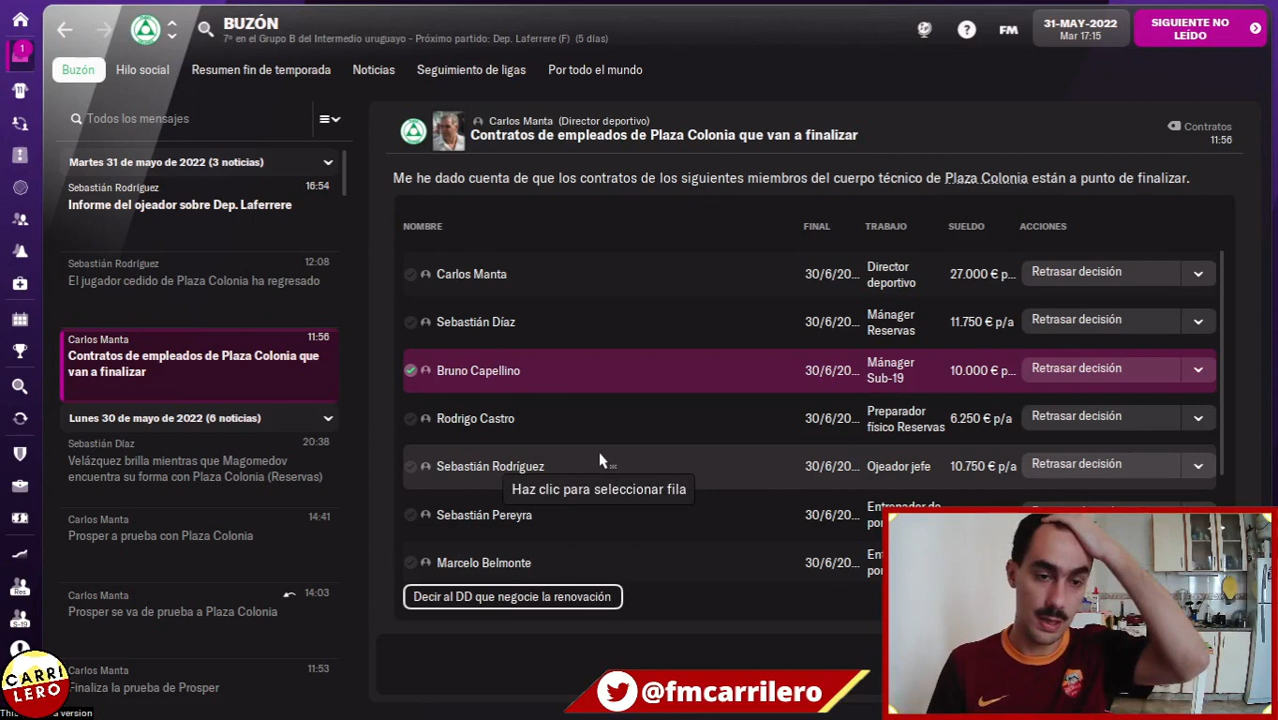 BUZÓN
7º en el Grupo B del Intermedio uruguayo - Próximo partido: Dep. Laferrere (F) (5 días)
FM
31-MAY-2022
Mar 17:15
SIGUIENTE NO
LEÍDO
1
Buzón
Hilo social
Resumen fin de temporada
Noticias
Seguimiento de ligas
Por todo el mundo
Todos los mensajes
Martes 31 de mayo de 2022 (3 noticias)
Sebastián Rodríguez 16:54
Informe del ojeador sobre Dep. Laferrere
Sebastián Rodríguez 12:08
El jugador cedido de Plaza Colonia ha regresado
Carlos Manta 11:56
Contratos de empleados de Plaza Colonia que
van a finalizar
Lunes 30 de mayo de 2022 (6 noticias)
Sebastián Díaz 20:38
Velázquez brilla mientras que Magomedov
encuentra su forma con Plaza Colonia (Reservas)
Carlos Manta 14:41
Prosper a prueba con Plaza Colonia
Carlos Manta 14:03
Prosper se va de prueba a Plaza Colonia
Carlos Manta 11:53
Finaliza la prueba de Prosper
Res
S-19
Carlos Manta (Director deportivo)
Contratos de empleados de Plaza Colonia que van a finalizar
Contratos
11:56
Me he dado cuenta de que los contratos de los siguientes miembros del cuerpo técnico de Plaza Colonia están a punto de finalizar.
NOMBRE FINAL TRABAJO SUELDO ACCIONES
Carlos Manta 30/6/20... Director deportivo 27.000 € p... Retrasar decisión
Sebastián Díaz 30/6/20... Mánager Reservas 11.750 € p/a Retrasar decisión
Bruno Capellino 30/6/20... Mánager Sub-19 10.000 € p... Retrasar decisión
Rodrigo Castro 30/6/20... Preparador físico Reservas 6.250 € p/a Retrasar decisión
Sebastián Rodríguez 30/6/20... Ojeador jefe 10.750 € p/a Retrasar decisión
Haz clic para seleccionar fila
Sebastián Pereyra 30/6/20...
Marcelo Belmonte 30/6/20...
Decir al DD que negocie la renovación
CARRI
LERO
@fmcarrilero